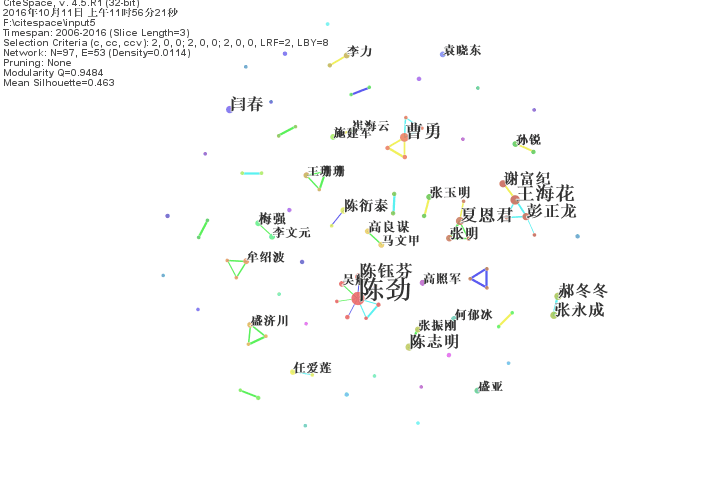 CiteSpace, v. 4.5.R1 (32-bit)
2016年10月11日 上午11时56分21秒
F:\citespace\input5
Timespan: 2006-2016 (Slice Length=3)
Selection Criteria (c, cc, ccv): 2, 0, 0; 2, 0, 0; 2, 0, 0, LRF=2, LBY=8
Network: N=97, E=53 (Density=0.0114)
Pruning: None
Modularity Q=0.9484
Mean Silhouette=0.463
李力
袁晓东
闫春
崔海云
施建军
曹勇
孙锐
王珊珊
谢富纪
王海花
彭正龙
张玉明
陈衍泰
夏恩君
梅强
李文元
高良谋
马文甲
张明
牟绍波
陈钰芬
吴
陈劲
高照军
郝冬冬
张永成
盛济川
何郁冰
张振刚
陈志明
任爱莲
盛亚